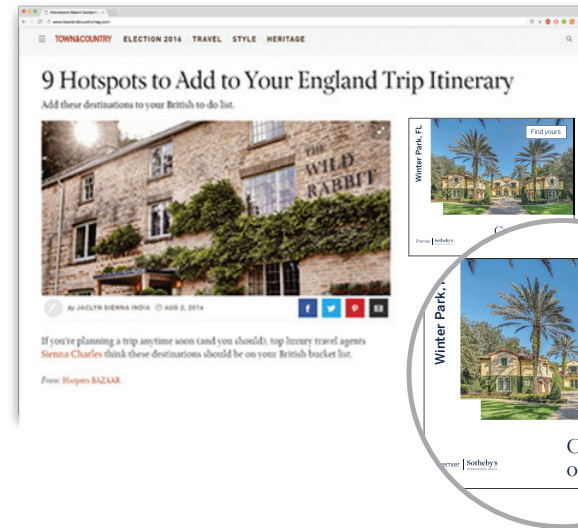 www.townandcountrymag.com
TOWN&COUNTRY ELECTION 2016 TRAVEL STYLE HERITAGE
9 Hotspots to Add to Your England Trip Itinerary
Add these destinations to your British to-do list.
THE
WILD
RABBIT
by JACLYN SIENNA INDIA AUG 2, 2016
If you're planning a trip anytime soon (and you should), top luxury travel agents
Sienna Charles think these destinations should be on your British bucket list.
From: Harpers BAZAAR
Winter Park, FL
Find yours
Premier Sotheby's
Winter Park,
Sotheby's